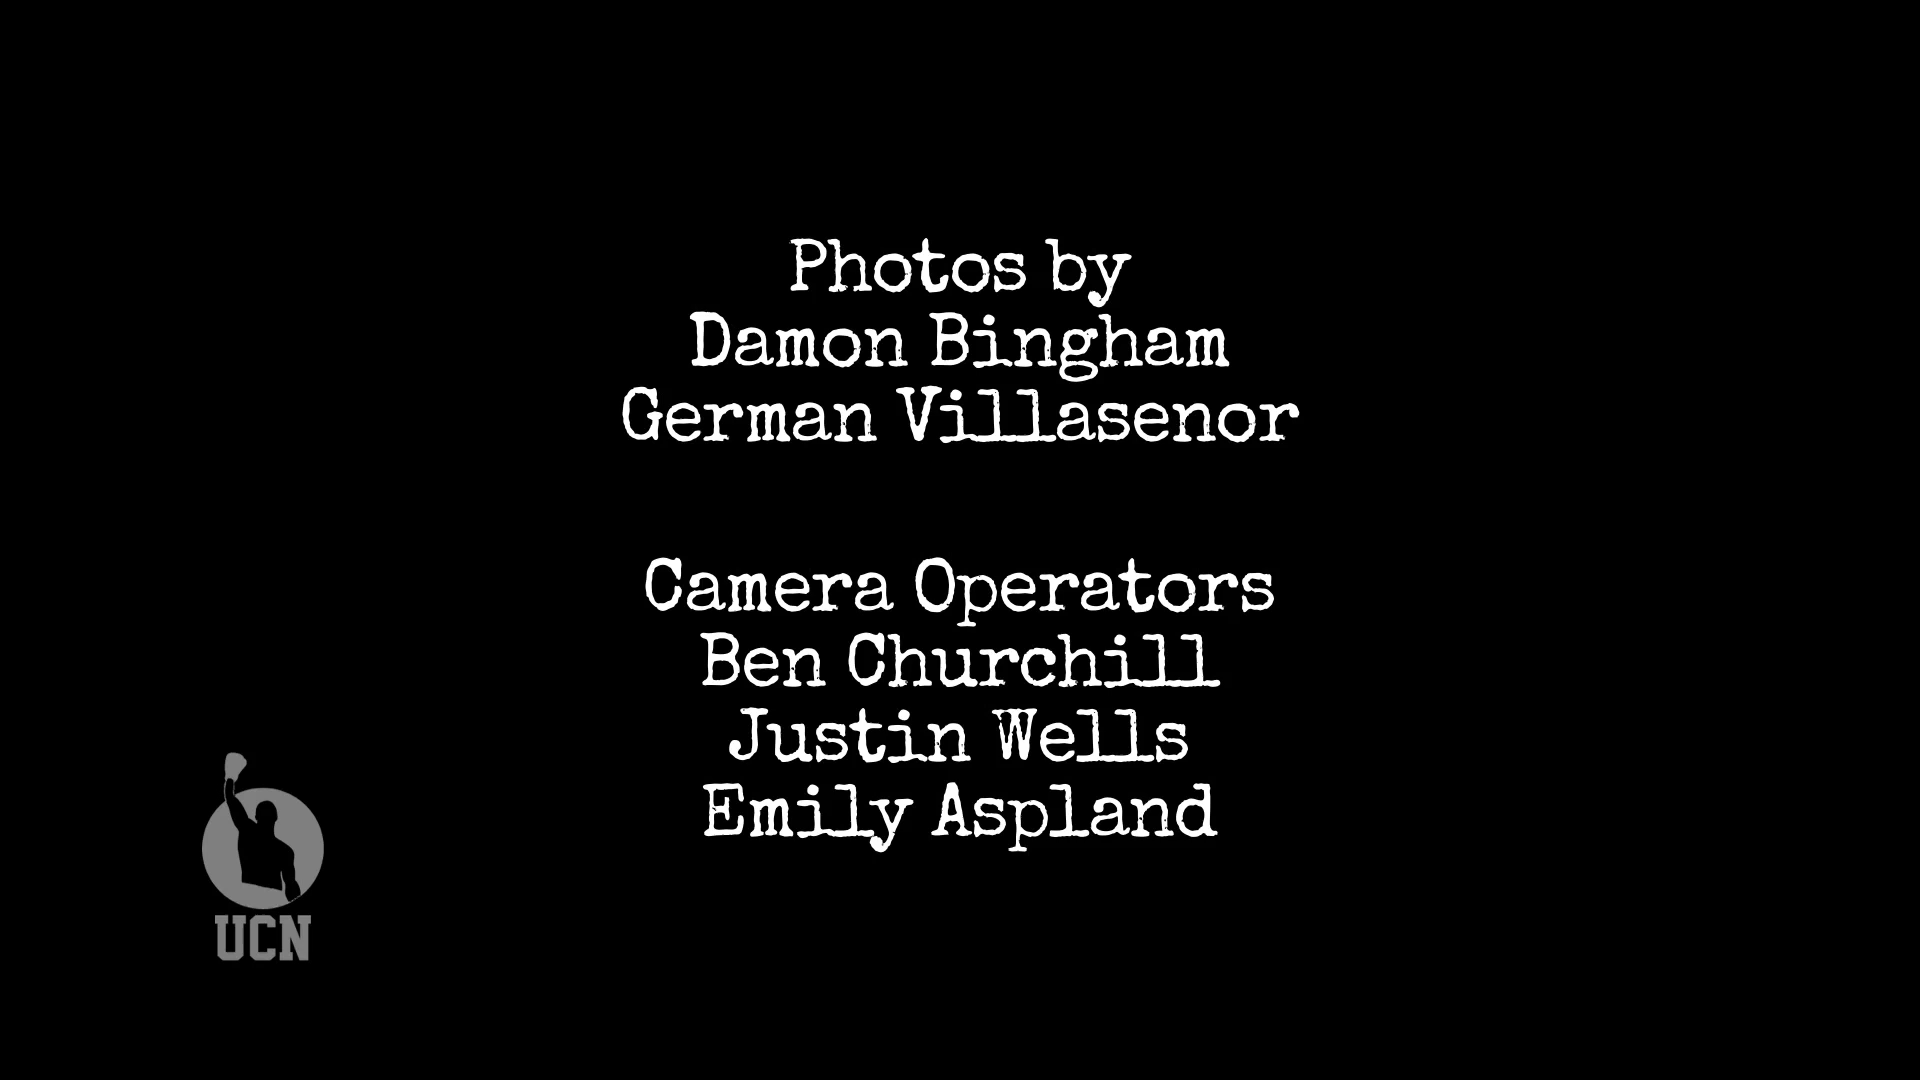 Photos by
Damon Bingham
German Villasenor
Camera Operators
Ben Churchill
Justin Wells
Emily Aspland
UCN